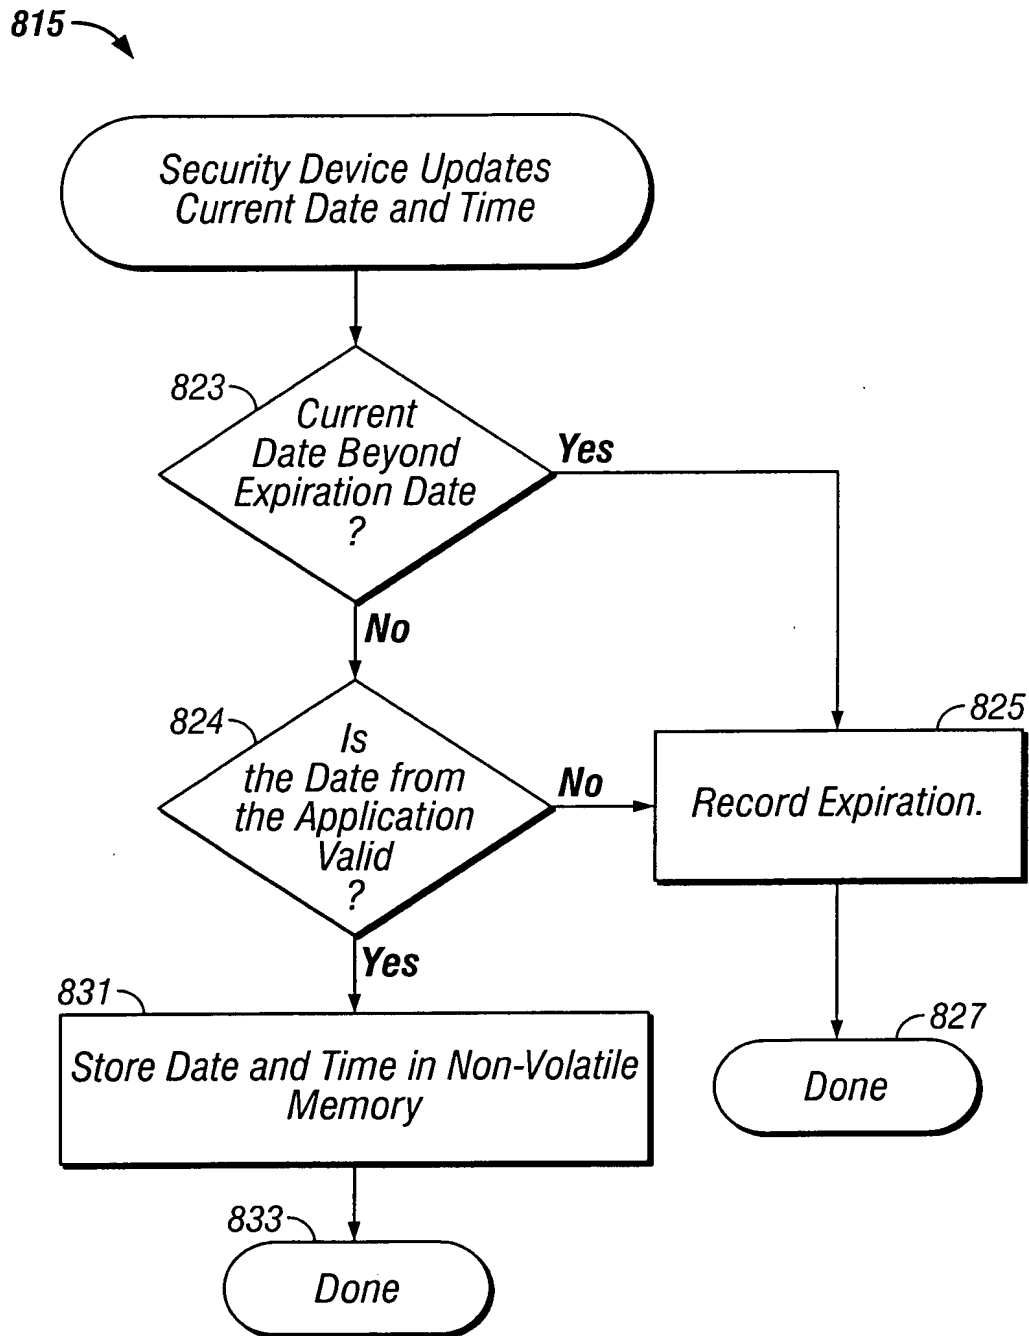 815
Security Device Updates
Current Date and Time
823
Current
Date Beyond
Expiration Date
?
Yes
No
824
Is
the Date from
the Application
Valid
?
No
825
Record Expiration.
Yes
831
Store Date and Time in Non-Volatile
Memory
827
Done
833
Done